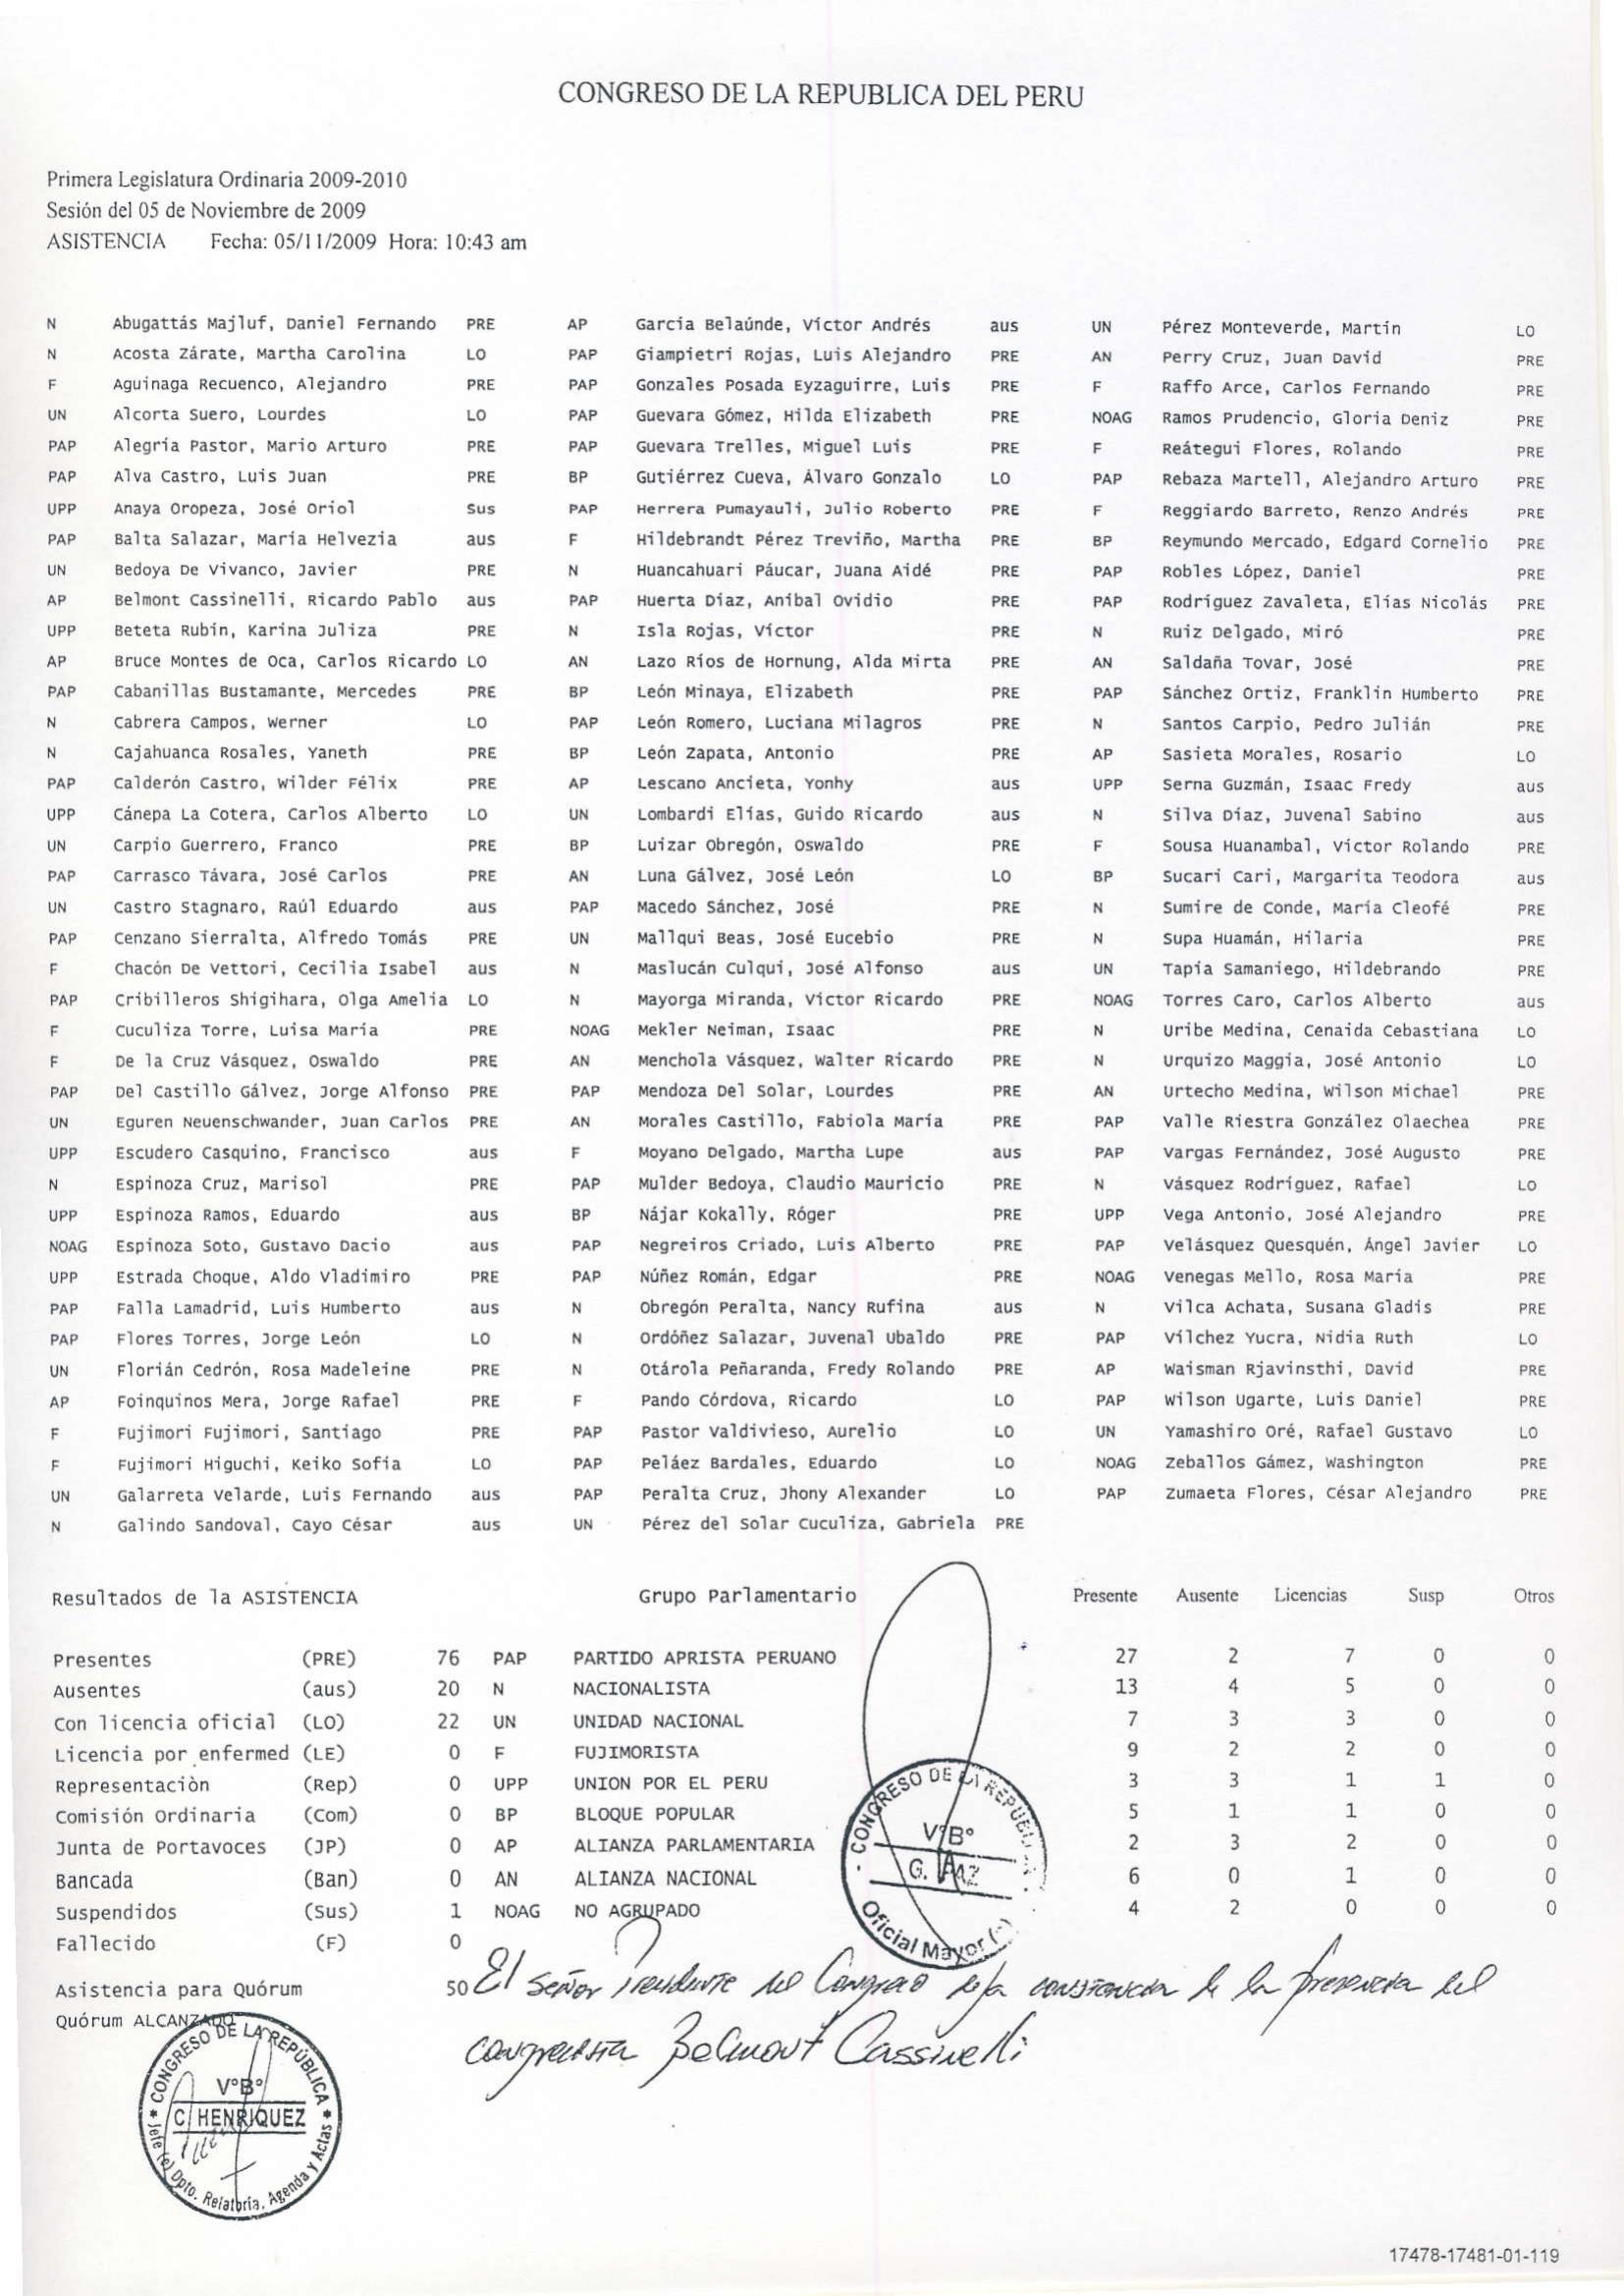 CONGRESO DE LA REPUBLICA DEL PERU
Primera Legislatura Ordinaria 2009-2010
Sesión del 05 de Noviembre de 2009
ASISTENCIA Fecha: 05/11/2009 Hora: 10:43 am
N Abugattás Majluf, Daniel Fernando PRE
N Acosta Zárate, Martha Carolina LO
F Aguinaga Recuenco, Alejandro PRE
UN Alcorta Suero, Lourdes LO
PAP Alegría Pastor, Mario Arturo PRE
PAP Alva Castro, Luis Juan PRE
UPP Anaya Oropeza, José Oriol Sus
PAP Balta Salazar, María Helvezia aus
UN Bedoya De Vivanco, Javier PRE
AP Belmont Cassinelli, Ricardo Pablo aus
UPP Beteta Rubín, Karina Juliza PRE
AP Bruce Montes de Oca, Carlos Ricardo LO
PAP Cabanillas Bustamante, Mercedes PRE
N Cabrera Campos, Werner LO
N Cajahuanca Rosales, Yaneth PRE
PAP Calderón Castro, Wilder Félix PRE
UPP Cánepa La Cotera, Carlos Alberto LO
UN Carpio Guerrero, Franco PRE
PAP Carrasco Távara, José Carlos PRE
UN Castro Stagnaro, Raúl Eduardo aus
PAP Cenzano Sierralta, Alfredo Tomás PRE
F Chacón De Vettori, Cecilia Isabel aus
PAP Cribilleros Shigihara, Olga Amelia LO
F Cuculiza Torre, Luisa María PRE
F De la Cruz Vásquez, Oswaldo PRE
PAP Del Castillo Gálvez, Jorge Alfonso PRE
UN Eguren Neuenschwander, Juan Carlos PRE
UPP Escudero Casquino, Francisco aus
N Espinoza Cruz, Marisol PRE
UPP Espinoza Ramos, Eduardo aus
NOAG Espinoza Soto, Gustavo Dacio aus
UPP Estrada Choque, Aldo Vladimiro PRE
PAP Falla Lamadrid, Luis Humberto aus
PAP Flores Torres, Jorge León LO
UN Florián Cedrón, Rosa Madeleine PRE
AP Foinquinos Mera, Jorge Rafael PRE
F Fujimori Fujimori, Santiago PRE
F Fujimori Higuchi, Keiko Sofía LO
UN Galarreta Velarde, Luis Fernando aus
N Galindo Sandoval, Cayo César aus
AP García Belaúnde, Víctor Andrés aus
PAP Giampietri Rojas, Luis Alejandro PRE
PAP Gonzales Posada Eyzaguirre, Luis PRE
PAP Guevara Gómez, Hilda Elizabeth PRE
PAP Guevara Trelles, Miguel Luis PRE
BP Gutiérrez Cueva, Álvaro Gonzalo LO
PAP Herrera Pumayauli, Julio Roberto PRE
F Hildebrandt Pérez Treviño, Martha PRE
N Huancahuari Páucar, Juana Aidé PRE
PAP Huerta Díaz, Aníbal Ovidio PRE
N Isla Rojas, Víctor PRE
AN Lazo Ríos de Hornung, Alda Mirta PRE
BP León Minaya, Elizabeth PRE
PAP León Romero, Luciana Milagros PRE
BP León Zapata, Antonio PRE
AP Lescano Ancieta, Yonhy aus
UN Lombardi Elías, Guido Ricardo aus
BP Luizar Obregón, Oswaldo PRE
AN Luna Gálvez, José León LO
PAP Macedo Sánchez, José PRE
UN Mallqui Beas, José Eucebio PRE
N Maslucán Culqui, José Alfonso aus
N Mayorga Miranda, Víctor Ricardo PRE
NOAG Mekler Neiman, Isaac PRE
AN Menchola Vásquez, Walter Ricardo PRE
PAP Mendoza Del Solar, Lourdes PRE
AN Morales Castillo, Fabiola María PRE
F Moyano Delgado, Martha Lupe aus
PAP Mulder Bedoya, Claudio Mauricio PRE
BP Nájar Kokally, Róger PRE
PAP Negreiros Criado, Luis Alberto PRE
PAP Núñez Román, Edgar PRE
N Obregón Peralta, Nancy Rufina aus
N Ordóñez Salazar, Juvenal Ubaldo PRE
N Otárola Peñaranda, Fredy Rolando PRE
F Pando Córdova, Ricardo LO
PAP Pastor Valdivieso, Aurelio LO
PAP Peláez Bardales, Eduardo LO
PAP Peralta Cruz, Jhony Alexander LO
UN Pérez del Solar Cuculiza, Gabriela PRE
UN Pérez Monteverde, Martín LO
AN Perry Cruz, Juan David PRE
F Raffo Arce, Carlos Fernando PRE
NOAG Ramos Prudencio, Gloria Deniz PRE
F Reátegui Flores, Rolando PRE
PAP Rebaza Martell, Alejandro Arturo PRE
F Reggiardo Barreto, Renzo Andrés PRE
BP Reymundo Mercado, Edgard Cornelio PRE
PAP Robles López, Daniel PRE
PAP Rodríguez Zavaleta, Elías Nicolás PRE
N Ruiz Delgado, Miró PRE
AN Saldaña Tovar, José PRE
PAP Sánchez Ortiz, Franklin Humberto PRE
N Santos Carpio, Pedro Julián PRE
AP Sasieta Morales, Rosario LO
UPP Serna Guzmán, Isaac Fredy aus
N Silva Díaz, Juvenal Sabino aus
F Sousa Huanambal, Víctor Rolando PRE
BP Sucari Cari, Margarita Teodora aus
N Sumire de Conde, María Cleofé PRE
N Supa Huamán, Hilaria PRE
UN Tapia Samaniego, Hildebrando PRE
NOAG Torres Caro, Carlos Alberto aus
N Uribe Medina, Cenaida Cebastiana LO
N Urquizo Maggia, José Antonio LO
AN Urtecho Medina, Wilson Michael PRE
PAP Valle Riestra González Olaechea PRE
PAP Vargas Fernández, José Augusto PRE
N Vásquez Rodríguez, Rafael LO
UPP Vega Antonio, José Alejandro PRE
PAP Velásquez Quesquén, Ángel Javier LO
NOAG Venegas Mello, Rosa María PRE
N Vilca Achata, Susana Gladis PRE
PAP Vílchez Yucra, Nidia Ruth LO
AP Waisman Rjavinsthi, David PRE
PAP Wilson Ugarte, Luis Daniel PRE
UN Yamashiro Oré, Rafael Gustavo LO
NOAG Zeballos Gámez, Washington PRE
PAP Zumaeta Flores, César Alejandro PRE
Resultados de la ASISTENCIA Grupo Parlamentario Presente Ausente Licencias Susp Otros
Presentes (PRE) 76 PAP PARTIDO APRISTA PERUANO 27 2 7 0 0
Ausentes (aus) 20 N NACIONALISTA 13 4 5 0 0
Con licencia oficial (LO) 22 UN UNIDAD NACIONAL 7 3 3 0 0
Licencia por enfermed (LE) 0 F FUJIMORISTA 9 2 2 0 0
Representación (Rep) 0 UPP UNION POR EL PERU 3 3 1 1 0
Comisión Ordinaria (Com) 0 BP BLOQUE POPULAR 5 1 1 0 0
Junta de Portavoces (JP) 0 AP ALIANZA PARLAMENTARIA 2 3 2 0 0
Bancada (Ban) 0 AN ALIANZA NACIONAL 6 0 1 0 0
Suspendidos (Sus) 1 NOAG NO AGRUPADO 4 2 0 0 0
Fallecido (F) 0
CONGRESO DE LA REPUBLICA
V°B°
G. PAZ
Oficial Mayor (e)
Asistencia para Quórum 50
Quórum ALCANZADO
El Señor Presidente del Congreso deja constancia de la presencia del
congresista Belmont Cassinelli
CONGRESO DE LA REPÚBLICA
V°B°
C. HENRIQUEZ
Jefe (e) Dpto. Relatoría, Agenda y Actas
17478-17481-01-119